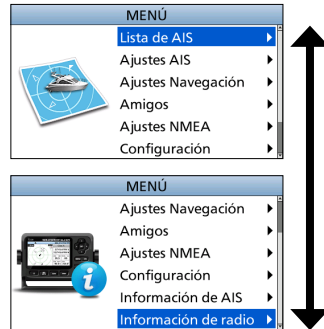 MENÚ
Lista de AIS
Ajustes AIS
Ajustes Navegación
Amigos
Ajustes NMEA
Configuración
MENÚ
Ajustes Navegación
Amigos
Ajustes NMEA
Configuración
Información de AIS
Información de radio